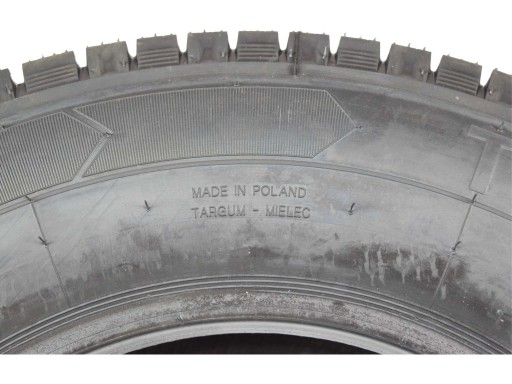 MADE IN POLAND
TARGUM - MIELEC
T